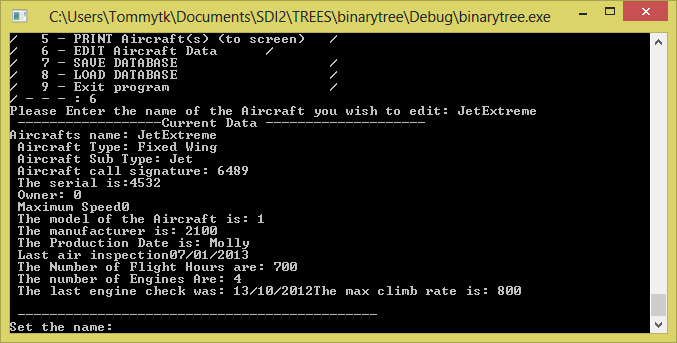 C:\Users\Tommytk\Documents\SDI2\TREES\binarytree\Debug\binarytree.exe
/   5 - PRINT Aircraft(s) (to screen)   /
/   6 - EDIT Aircraft Data      /
/   7 - SAVE DATABASE                   /
/   8 - LOAD DATABASE                   /
/   9 - Exit program                    /
/ - - - : 6
Please Enter the name of the Aircraft you wish to edit: JetExtreme
 ------------------Current Data --------------------
Aircrafts name: JetExtreme
 Aircraft Type: Fixed Wing
 Aircraft Sub Type: Jet
 Aircraft call signature: 6489
 The serial is:4532
 Owner: 0
 Maximum Speed0
 The model of the Aircraft is: 1
 The manufacturer is: 2100
 The Production Date is: Molly
 Last air inspection07/01/2013
 The Number of Flight Hours are: 700
 The number of Engines Are: 4
 The last engine check was: 13/10/2012The max climb rate is: 800
 ---------------------------------------------
Set the name: